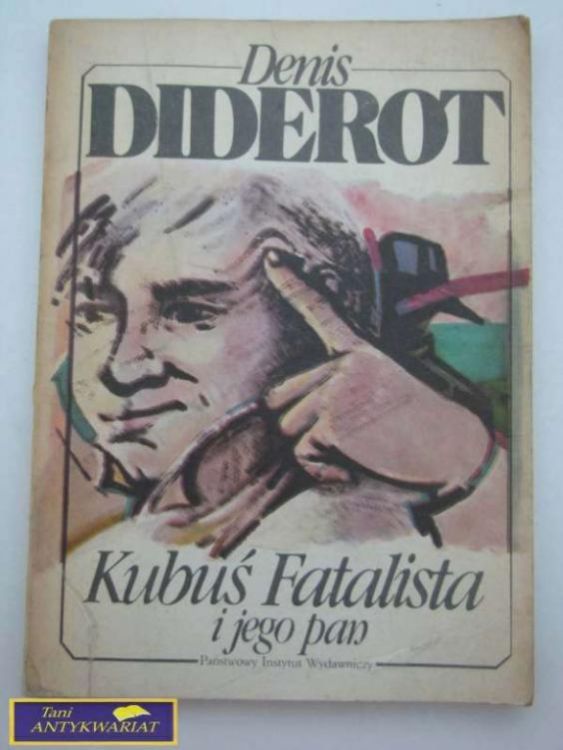 Denis
DIDEROT
Kubuś Fatalista
i jego pan
Państwowy Instytut Wydawniczy
Tani
ANTYKWARIAT